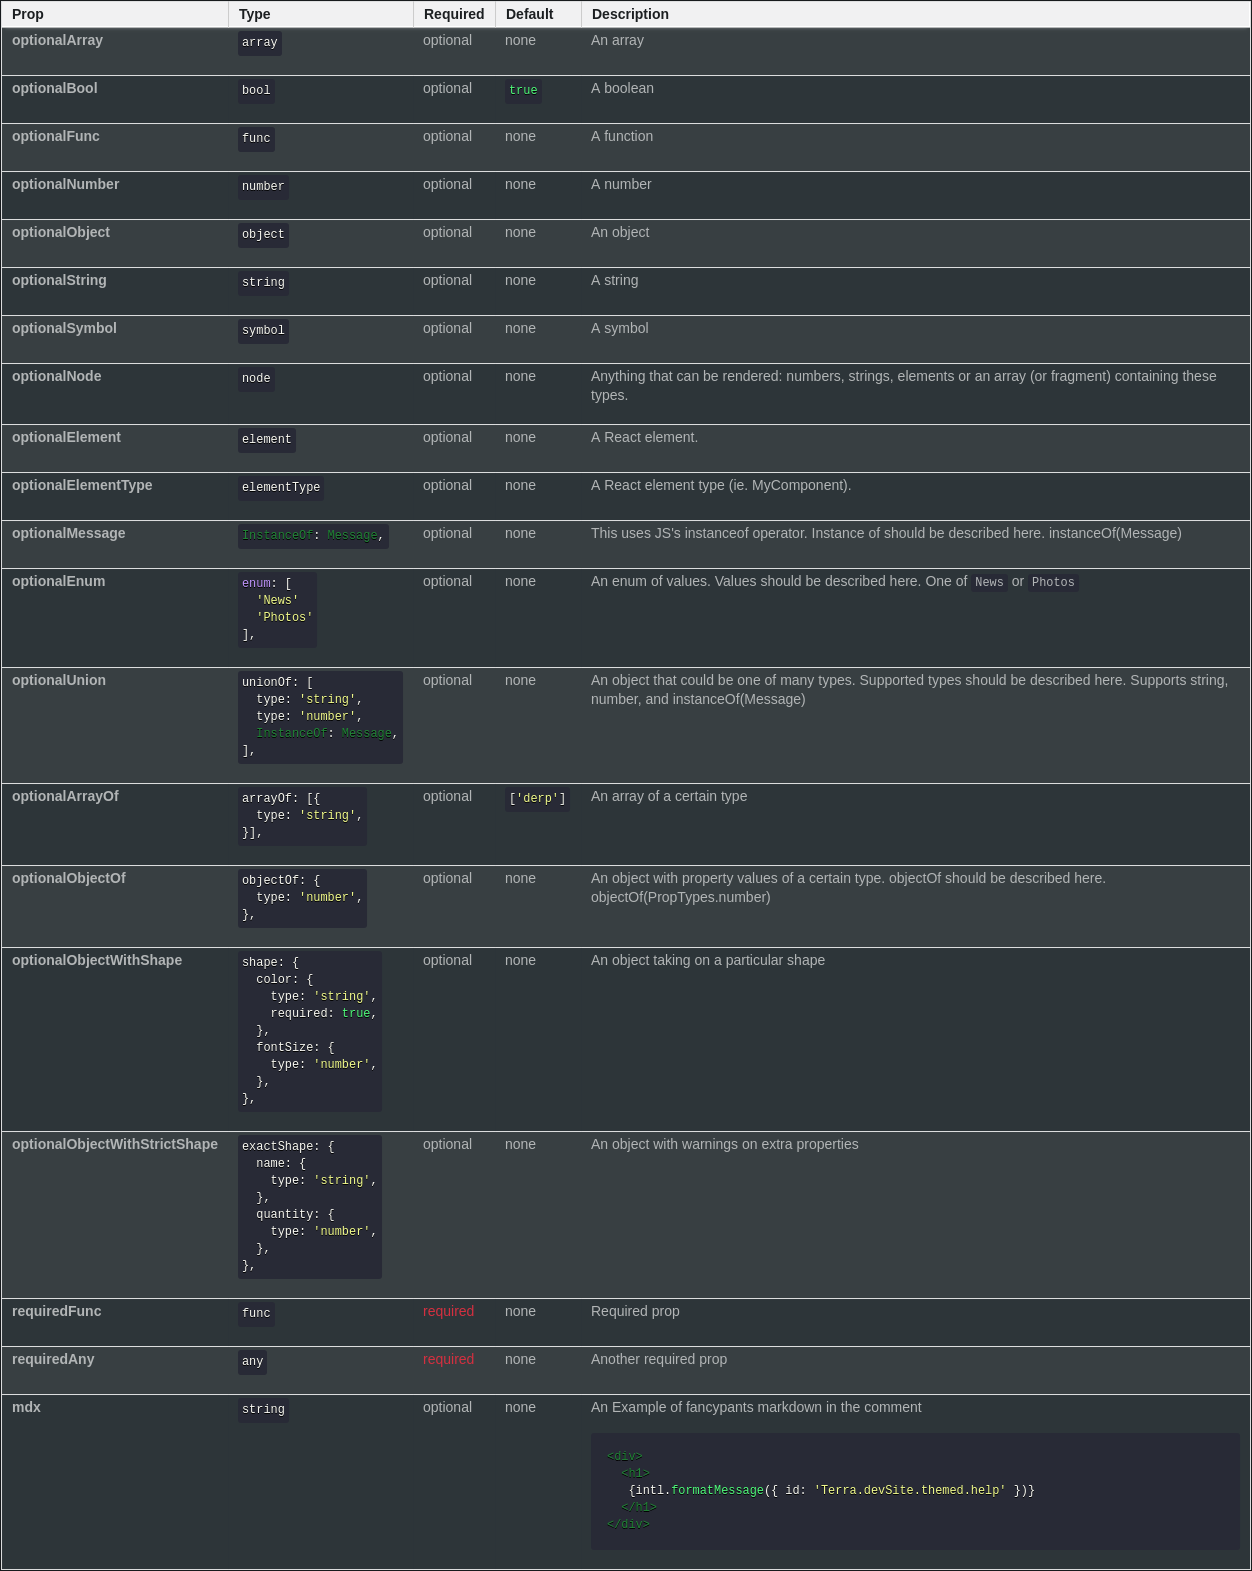 Prop Type Required Default Description
optionalArray array optional none An array
optionalBool bool optional true A boolean
optionalFunc func optional none A function
optionalNumber number optional none A number
optionalObject object optional none An object
optionalString string optional none A string
optionalSymbol symbol optional none A symbol
optionalNode node optional none Anything that can be rendered: numbers, strings, elements or an array (or fragment) containing these
types.
optionalElement element optional none A React element.
optionalElementType elementType optional none A React element type (ie. MyComponent).
optionalMessage InstanceOf: Message, optional none This uses JS's instanceof operator. Instance of should be described here. instanceOf(Message)
optionalEnum enum: [ optional none An enum of values. Values should be described here. One of News or Photos
'News'
'Photos'
],
optionalUnion unionOf: [ optional none An object that could be one of many types. Supported types should be described here. Supports string,
type: 'string', number, and instanceOf(Message)
type: 'number',
InstanceOf: Message,
],
optionalArrayOf arrayOf: [{ optional ['derp'] An array of a certain type
type: 'string',
}],
optionalObjectOf objectOf: { optional none An object with property values of a certain type. objectOf should be described here.
type: 'number', objectOf(PropTypes.number)
},
optionalObjectWithShape shape: { optional none An object taking on a particular shape
color: {
type: 'string',
required: true,
},
fontSize: {
type: 'number',
},
},
optionalObjectWithStrictShape exactShape: { optional none An object with warnings on extra properties
name: {
type: 'string',
},
quantity: {
type: 'number',
},
},
requiredFunc func required none Required prop
requiredAny any required none Another required prop
mdx string optional none An Example of fancypants markdown in the comment
<div>
<h1>
{intl.formatMessage({ id: 'Terra.devSite.themed.help' })}
</h1>
</div>